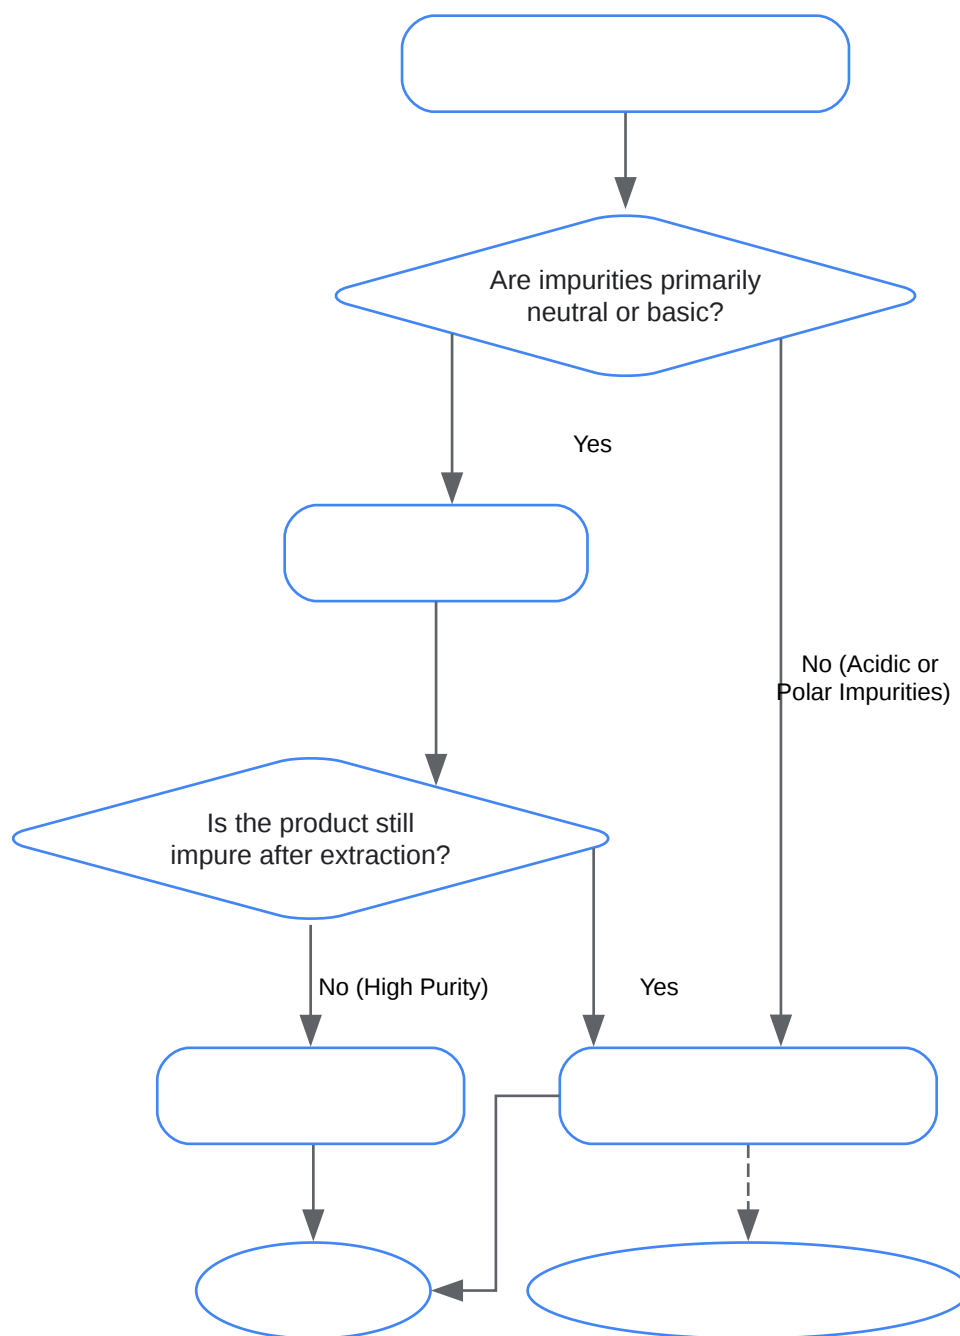 Are impurities primarily
neutral or basic?
Yes
No (Acidic or
Polar Impurities)
Is the product still
impure after extraction?
No (High Purity)
Yes